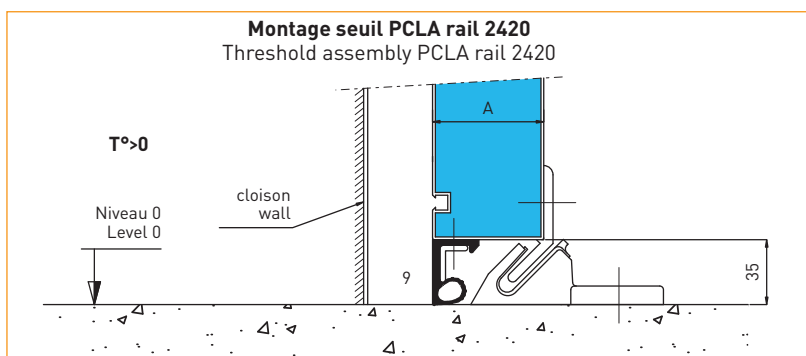 Montage seuil PCLA rail 2420
Threshold assembly PCLA rail 2420
A
T°>0
cloison
wall
Niveau 0
Level 0
9
35